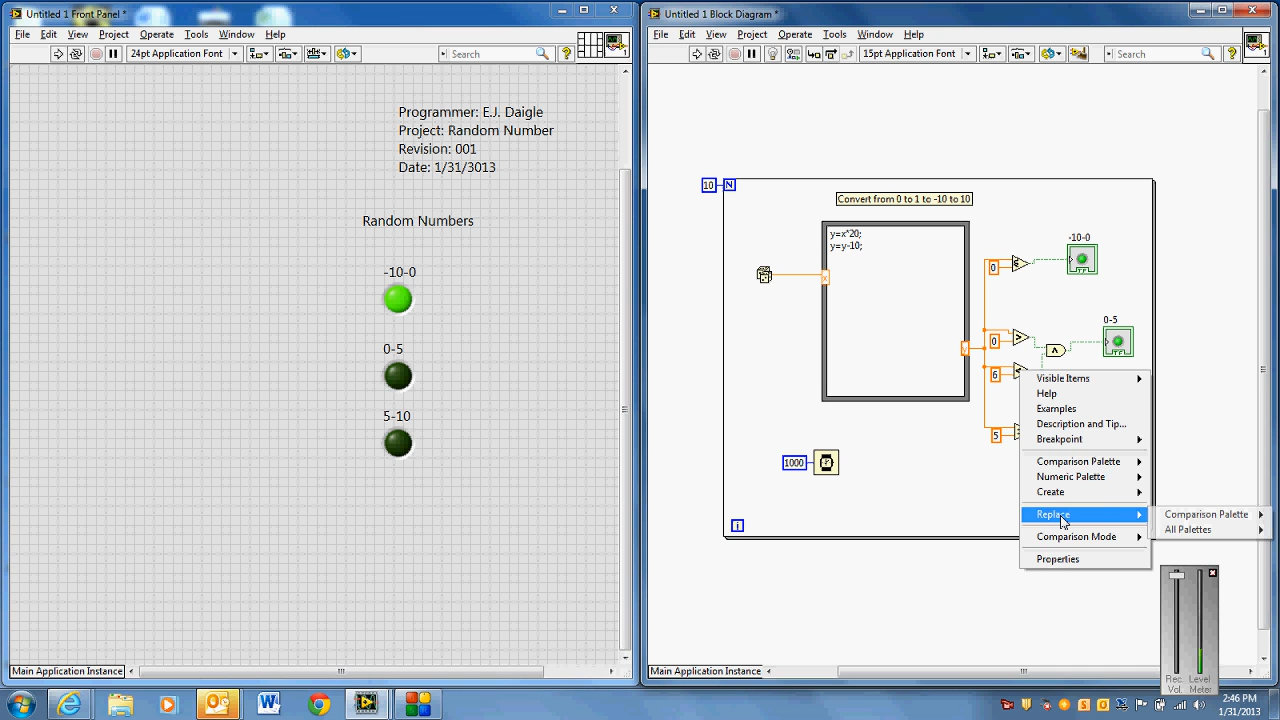 Untitled 1 Front Panel *
File Edit View Project Operate Tools Window Help
24pt Application Font
Search
1
Programmer: E.J. Daigle
Project: Random Number
Revision: 001
Date: 1/31/3013
Random Numbers
-10-0
0-5
5-10
Main Application Instance
Untitled 1 Block Diagram *
File Edit View Project Operate Tools Window Help
15pt Application Font
Search
1
10 N
Convert from 0 to 1 to -10 to 10
y=x*20;
y=y-10;
x
y
-10-0
0
TF
0-5
0
TF
6
5
1000
i
Visible Items
Help
Examples
Description and Tip...
Breakpoint
Comparison Palette
Numeric Palette
Create
Replace
Comparison Mode
Properties
Comparison Palette
All Palettes
Rec. Vol.
Level Meter
Main Application Instance
2:46 PM
1/31/2013